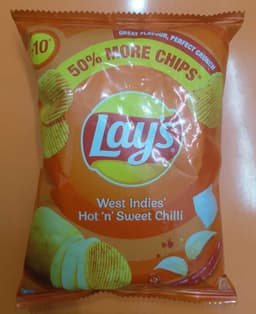 GREAT FLAVOUR, PERFECT CRUNCH
₹10
50% MORE CHIPS*
Lay's
West Indies'
Hot 'n' Sweet Chilli